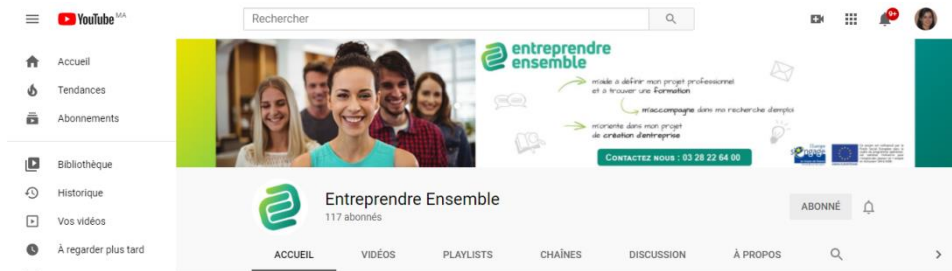 YouTube MA
Rechercher
9+
Accueil
Tendances
Abonnements
Bibliothèque
Historique
Vos vidéos
À regarder plus tard
entreprendre
ensemble
m'aide à définir mon projet professionnel
et à trouver une formation
m'accompagne dans ma recherche d'emploi
m'oriente dans mon projet
de création d'entreprise
CONTACTEZ NOUS : 03 28 22 64 00
l'Europe
s'engage
Entreprendre Ensemble
117 abonnés
ABONNÉ
ACCUEIL
VIDÉOS
PLAYLISTS
CHAÎNES
DISCUSSION
À PROPOS